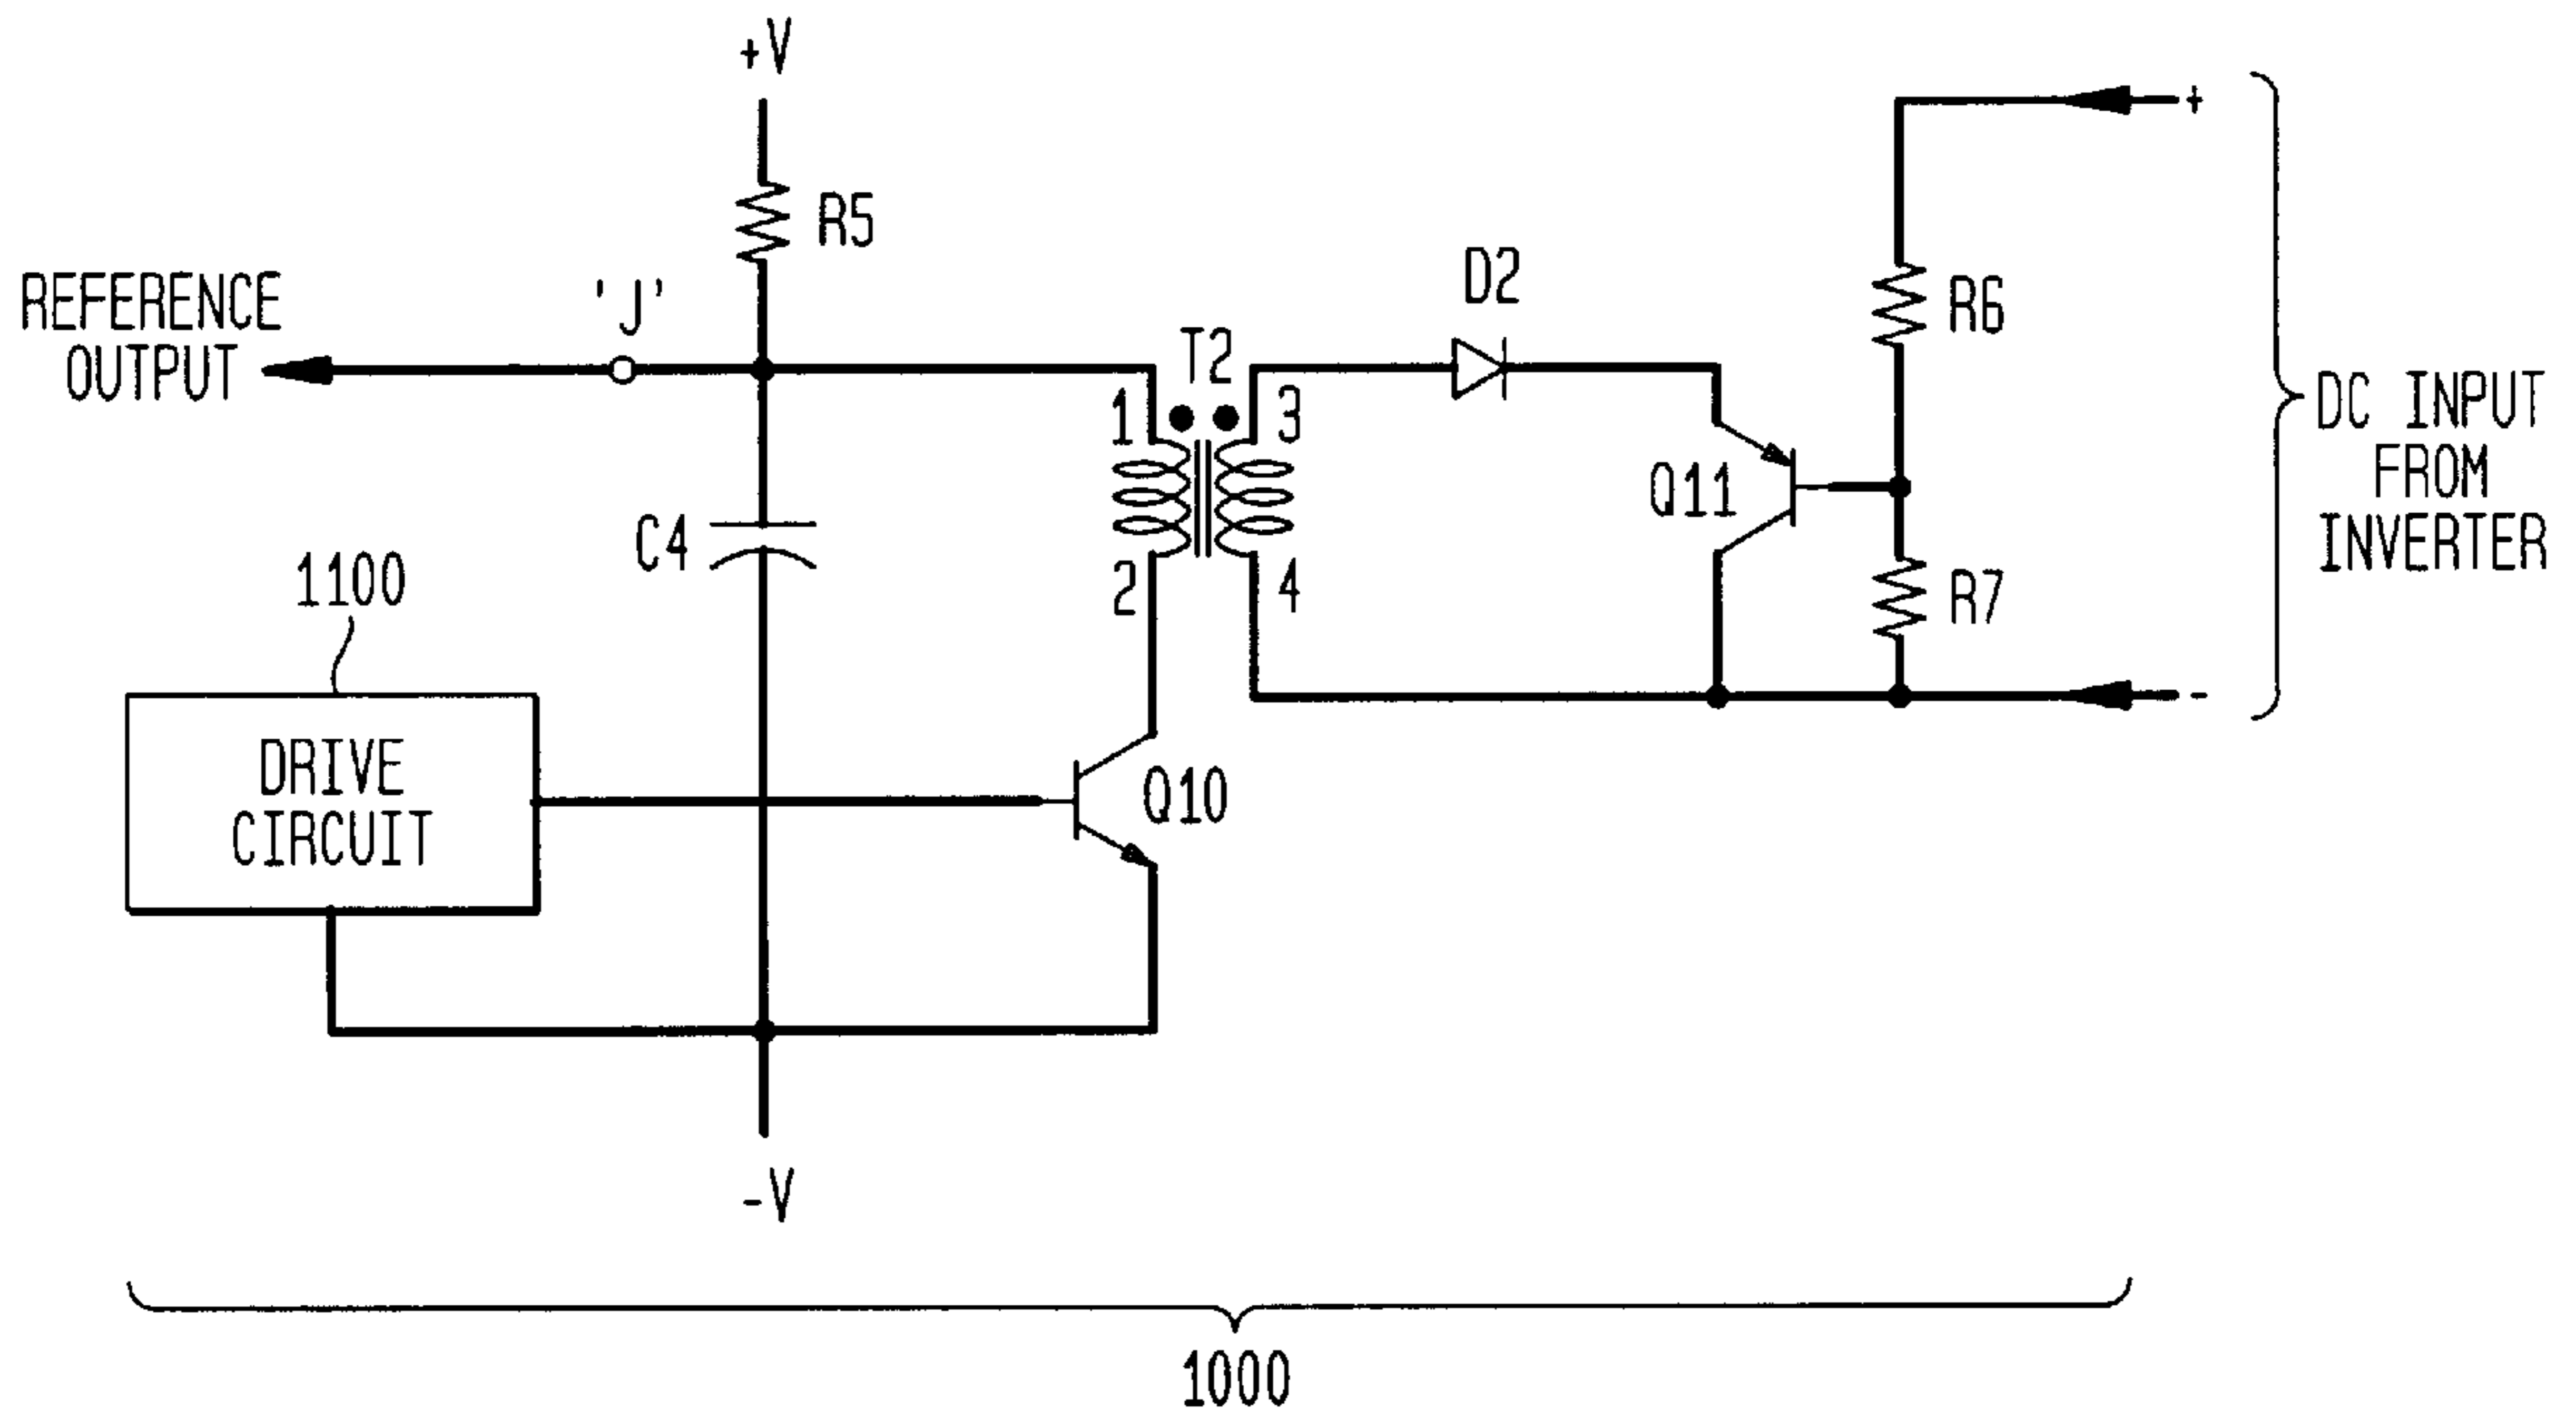 +V
+
R5
D2
R6
REFERENCE
OUTPUT
'J'
T2
1
3
DC INPUT
FROM
INVERTER
Q11
C4
1100
2
4
R7
-
DRIVE
CIRCUIT
Q10
-V
1000